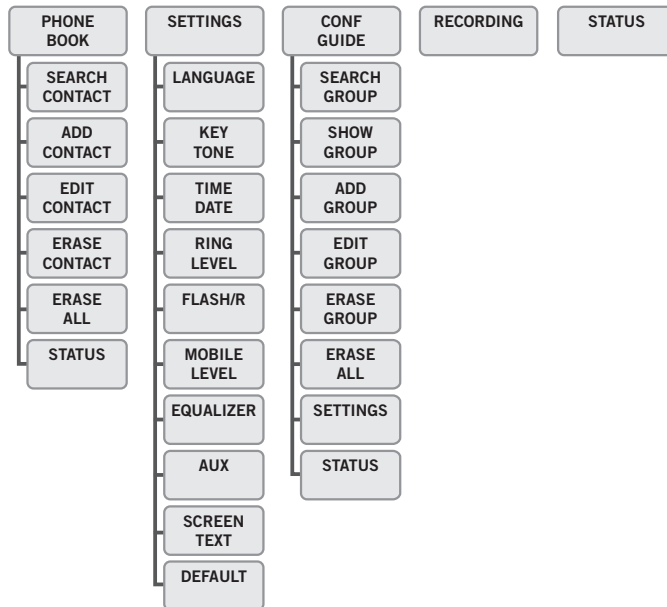 PHONE
BOOK
SEARCH
CONTACT
ADD
CONTACT
EDIT
CONTACT
ERASE
CONTACT
ERASE
ALL
STATUS
SETTINGS
LANGUAGE
KEY
TONE
TIME
DATE
RING
LEVEL
FLASH/R
MOBILE
LEVEL
EQUALIZER
AUX
SCREEN
TEXT
DEFAULT
CONF
GUIDE
SEARCH
GROUP
SHOW
GROUP
ADD
GROUP
EDIT
GROUP
ERASE
GROUP
ERASE
ALL
SETTINGS
STATUS
RECORDING
STATUS